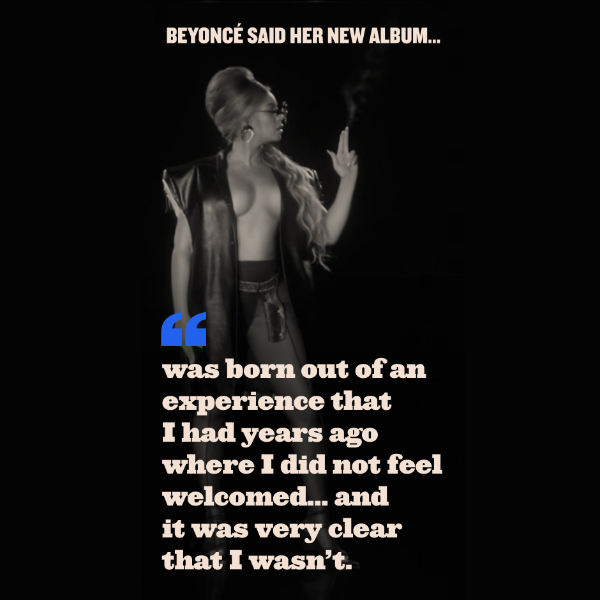 BEYONCÉ SAID HER NEW ALBUM...
“
was born out of an
experience that
I had years ago
where I did not feel
welcomed... and
it was very clear
that I wasn’t.